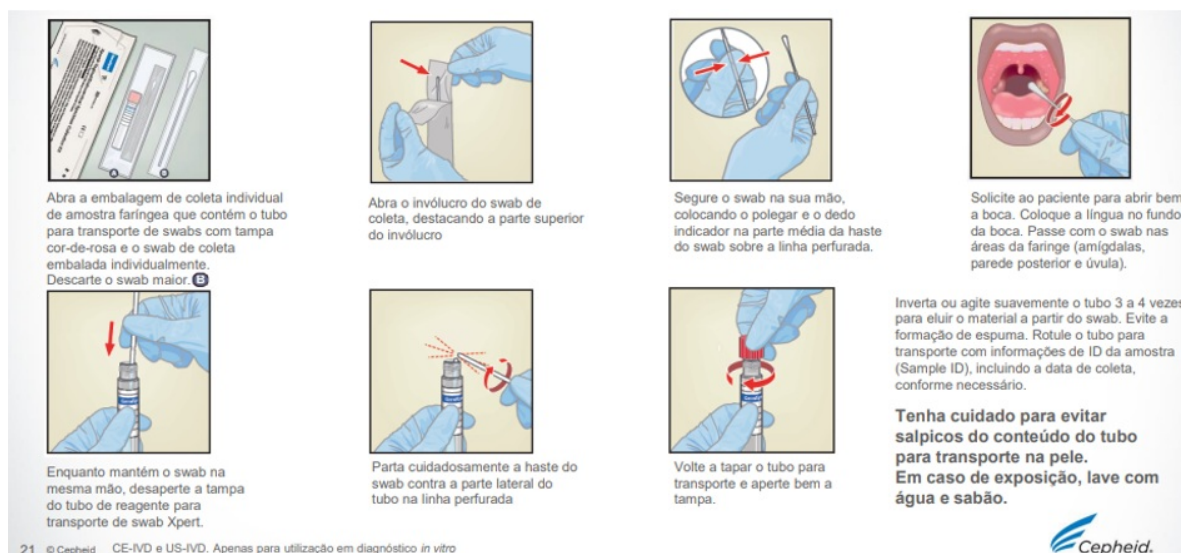 Abra a embalagem de coleta individual
de amostra faríngea que contém o tubo
para transporte de swabs com tampa
cor-de-rosa e o swab de coleta
embalada individualmente.
Descarte o swab maior. B
A
B
Abra o invólucro do swab de
coleta, destacando a parte superior
do invólucro
Segure o swab na sua mão,
colocando o polegar e o dedo
indicador na parte média da haste
do swab sobre a linha perfurada.
Solicite ao paciente para abrir bem
a boca. Coloque a língua no fundo
da boca. Passe com o swab nas
áreas da faringe (amígdalas,
parede posterior e úvula).
Enquanto mantém o swab na
mesma mão, desaperte a tampa
do tubo de reagente para
transporte de swab Xpert.
Parta cuidadosamente a haste do
swab contra a parte lateral do
tubo na linha perfurada
Volte a tapar o tubo para
transporte e aperte bem a
tampa.
Inverta ou agite suavemente o tubo 3 a 4 vezes
para eluir o material a partir do swab. Evite a
formação de espuma. Rotule o tubo para
transporte com informações de ID da amostra
(Sample ID), incluindo a data de coleta,
conforme necessário.
Tenha cuidado para evitar
salpicos do conteúdo do tubo
para transporte na pele.
Em caso de exposição, lave com
água e sabão.
21 © Cepheid CE-IVD e US-IVD. Apenas para utilização em diagnóstico in vitro
Cepheid.